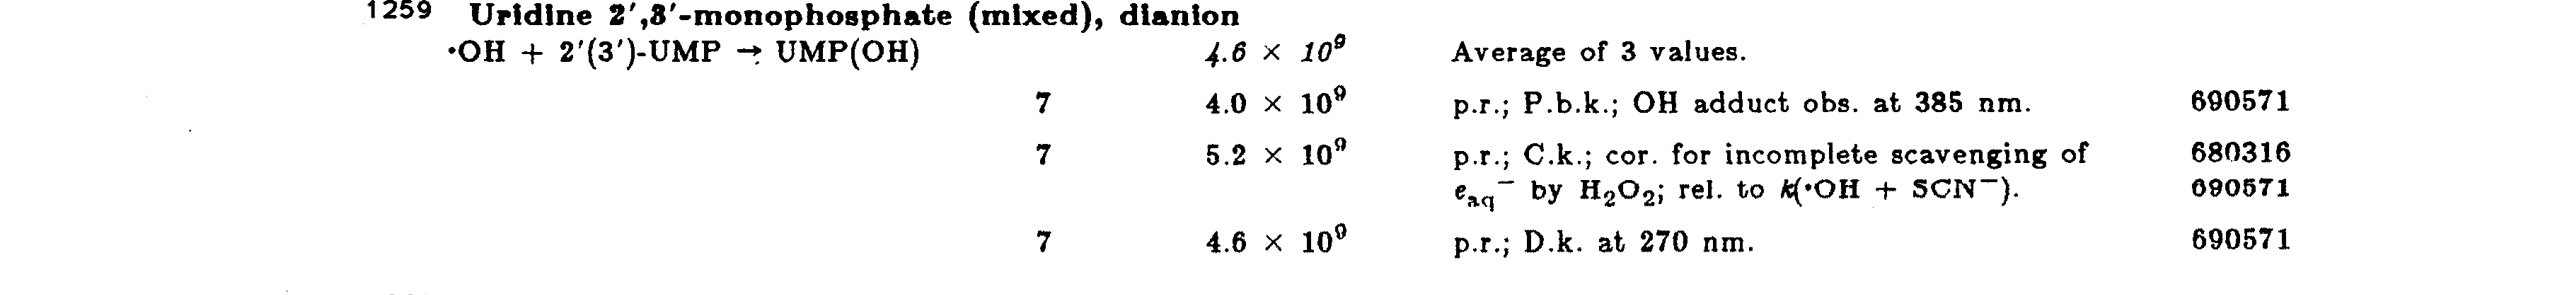 1259 Uridine 2′,3′-monophosphate (mixed), dianion
•OH + 2′(3′)-UMP → UMP(OH) 4.6 × 10⁹ Average of 3 values.
7 4.0 × 10⁹ p.r.; P.b.k.; OH adduct obs. at 385 nm. 690571
7 5.2 × 10⁹ p.r.; C.k.; cor. for incomplete scavenging of 680316
eₐq⁻ by H₂O₂; rel. to k(•OH + SCN⁻). 690571
7 4.6 × 10⁹ p.r.; D.k. at 270 nm. 690571